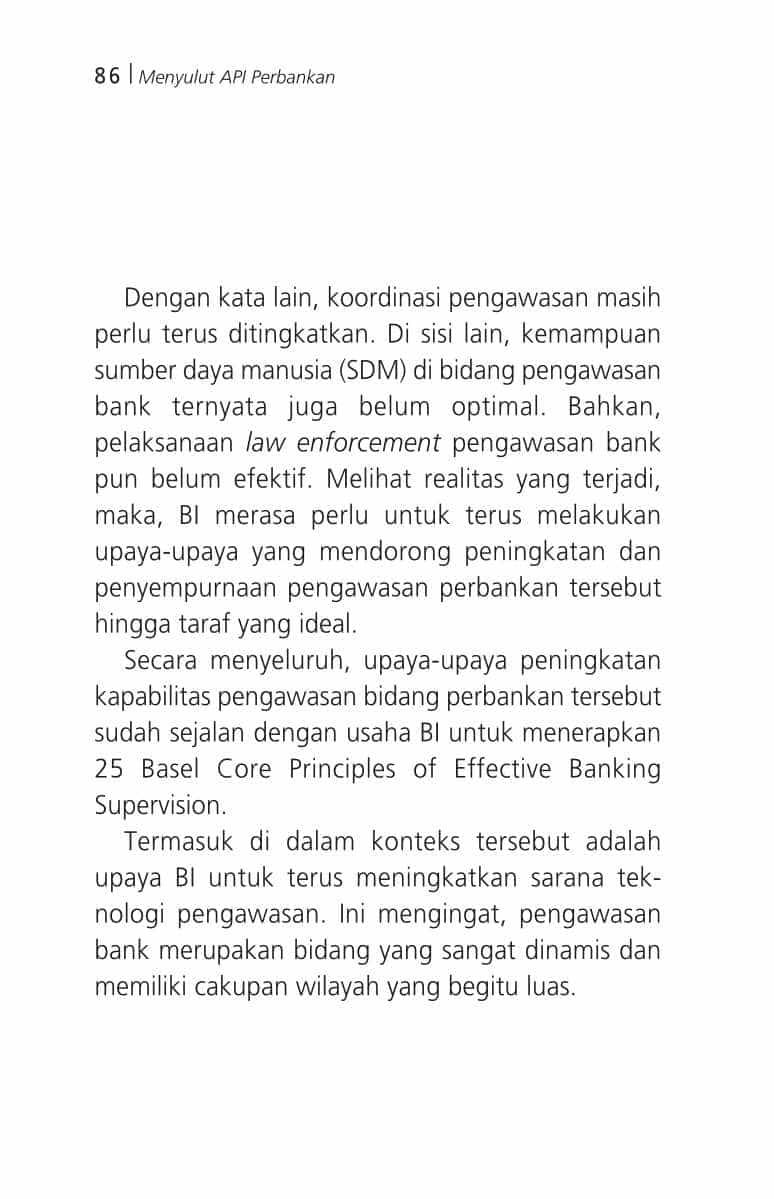 86 | Menyulut API Perbankan
Dengan kata lain, koordinasi pengawasan masih
perlu terus ditingkatkan. Di sisi lain, kemampuan
sumber daya manusia (SDM) di bidang pengawasan
bank ternyata juga belum optimal. Bahkan,
pelaksanaan law enforcement pengawasan bank
pun belum efektif. Melihat realitas yang terjadi,
maka, BI merasa perlu untuk terus melakukan
upaya-upaya yang mendorong peningkatan dan
penyempurnaan pengawasan perbankan tersebut
hingga taraf yang ideal.
Secara menyeluruh, upaya-upaya peningkatan
kapabilitas pengawasan bidang perbankan tersebut
sudah sejalan dengan usaha BI untuk menerapkan
25 Basel Core Principles of Effective Banking
Supervision.
Termasuk di dalam konteks tersebut adalah
upaya BI untuk terus meningkatkan sarana tek-
nologi pengawasan. Ini mengingat, pengawasan
bank merupakan bidang yang sangat dinamis dan
memiliki cakupan wilayah yang begitu luas.